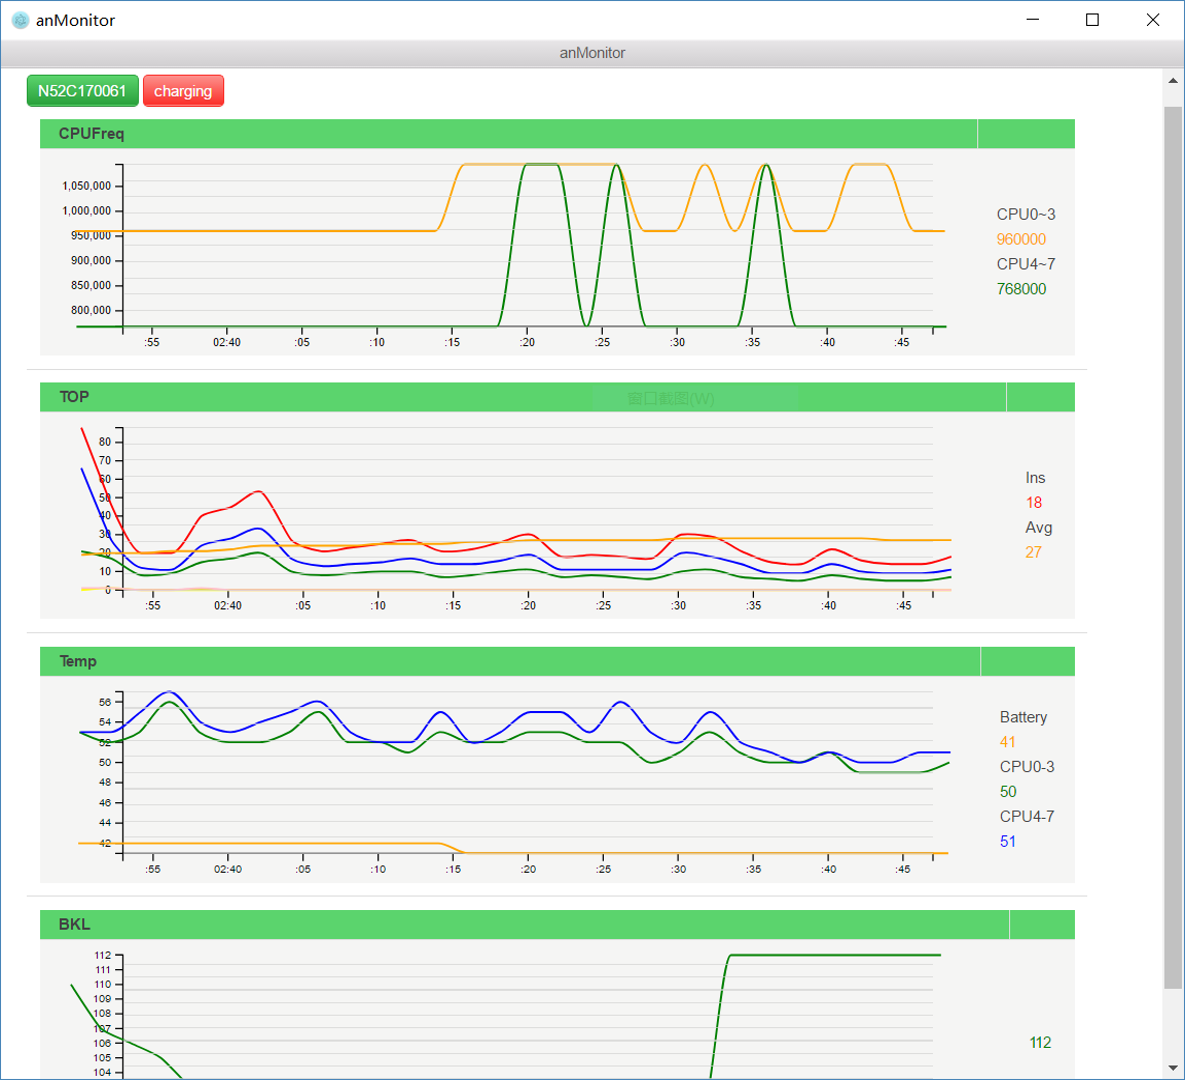 anMonitor
anMonitor
N52C170061 charging
CPUFreq
1,050,000
1,000,000
950,000
900,000
850,000
800,000
:55 02:40 :05 :10 :15 :20 :25 :30 :35 :40 :45
CPU0~3
960000
CPU4~7
768000
TOP
窗口截图(W)
80
70
60
50
40
30
20
10
0
:55 02:40 :05 :10 :15 :20 :25 :30 :35 :40 :45
Ins
18
Avg
27
Temp
56
54
52
50
48
46
44
42
:55 02:40 :05 :10 :15 :20 :25 :30 :35 :40 :45
Battery
41
CPU0-3
50
CPU4-7
51
BKL
112
111
110
109
108
107
106
105
104
112